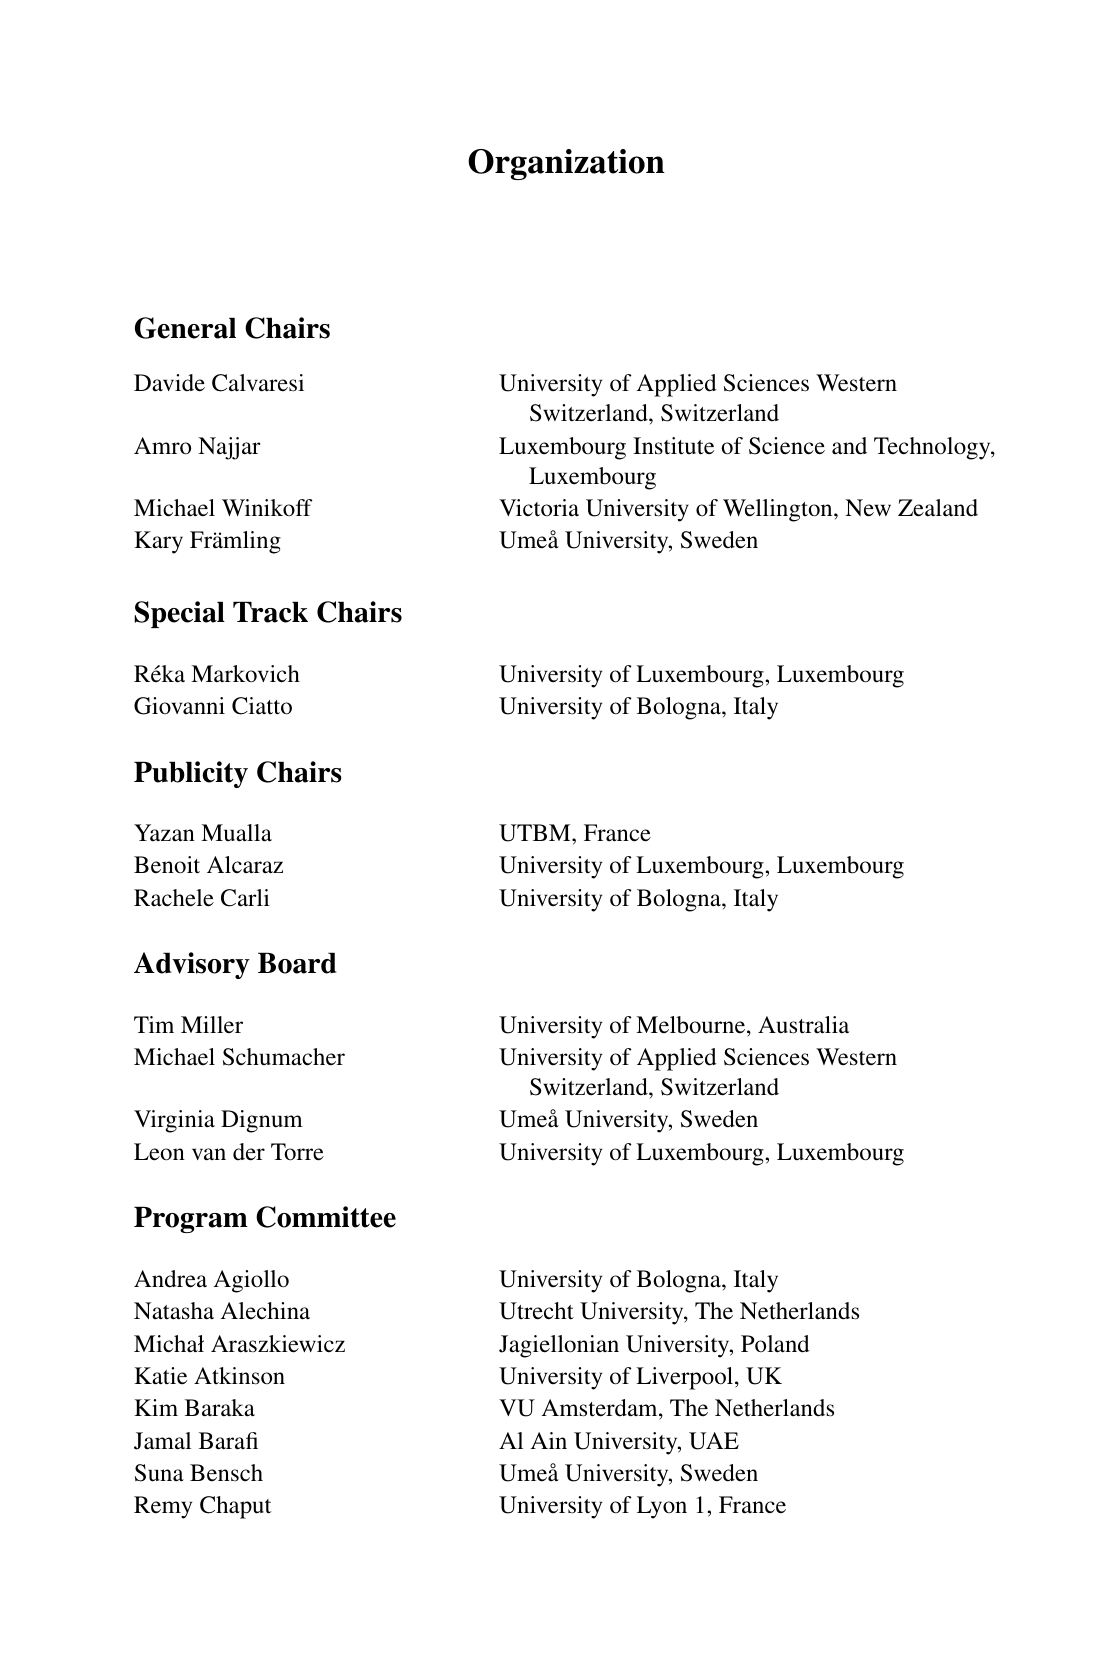 Organization
General Chairs
Davide Calvaresi University of Applied Sciences Western
Switzerland, Switzerland
Amro Najjar Luxembourg Institute of Science and Technology,
Luxembourg
Michael Winikoff Victoria University of Wellington, New Zealand
Kary Främling Umeå University, Sweden
Special Track Chairs
Réka Markovich University of Luxembourg, Luxembourg
Giovanni Ciatto University of Bologna, Italy
Publicity Chairs
Yazan Mualla UTBM, France
Benoit Alcaraz University of Luxembourg, Luxembourg
Rachele Carli University of Bologna, Italy
Advisory Board
Tim Miller University of Melbourne, Australia
Michael Schumacher University of Applied Sciences Western
Switzerland, Switzerland
Virginia Dignum Umeå University, Sweden
Leon van der Torre University of Luxembourg, Luxembourg
Program Committee
Andrea Agiollo University of Bologna, Italy
Natasha Alechina Utrecht University, The Netherlands
Michał Araszkiewicz Jagiellonian University, Poland
Katie Atkinson University of Liverpool, UK
Kim Baraka VU Amsterdam, The Netherlands
Jamal Barafi Al Ain University, UAE
Suna Bensch Umeå University, Sweden
Remy Chaput University of Lyon 1, France